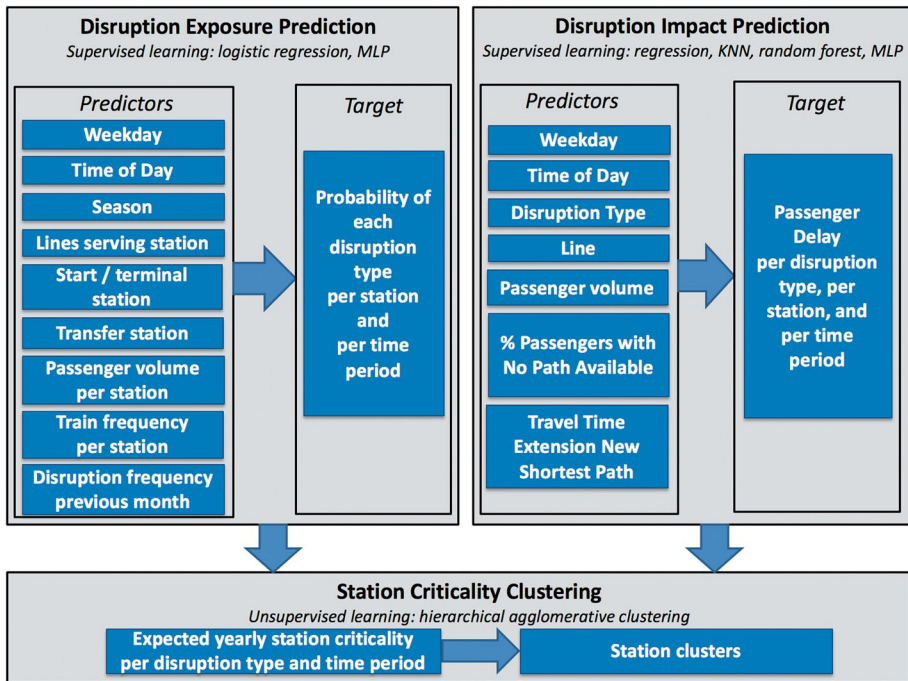 Disruption Exposure Prediction
Supervised learning: logistic regression, MLP
Predictors
Weekday
Time of Day
Season
Lines serving station
Start / terminal
station
Transfer station
Passenger volume
per station
Train frequency
per station
Disruption frequency
previous month
Target
Probability of
each
disruption
type
per station
and
per time
period
Disruption Impact Prediction
Supervised learning: regression, KNN, random forest, MLP
Predictors
Weekday
Time of Day
Disruption Type
Line
Passenger volume
% Passengers with
No Path Available
Travel Time
Extension New
Shortest Path
Target
Passenger
Delay
per disruption
type, per
station, and
per time
period
Station Criticality Clustering
Unsupervised learning: hierarchical agglomerative clustering
Expected yearly station criticality
per disruption type and time period
Station clusters